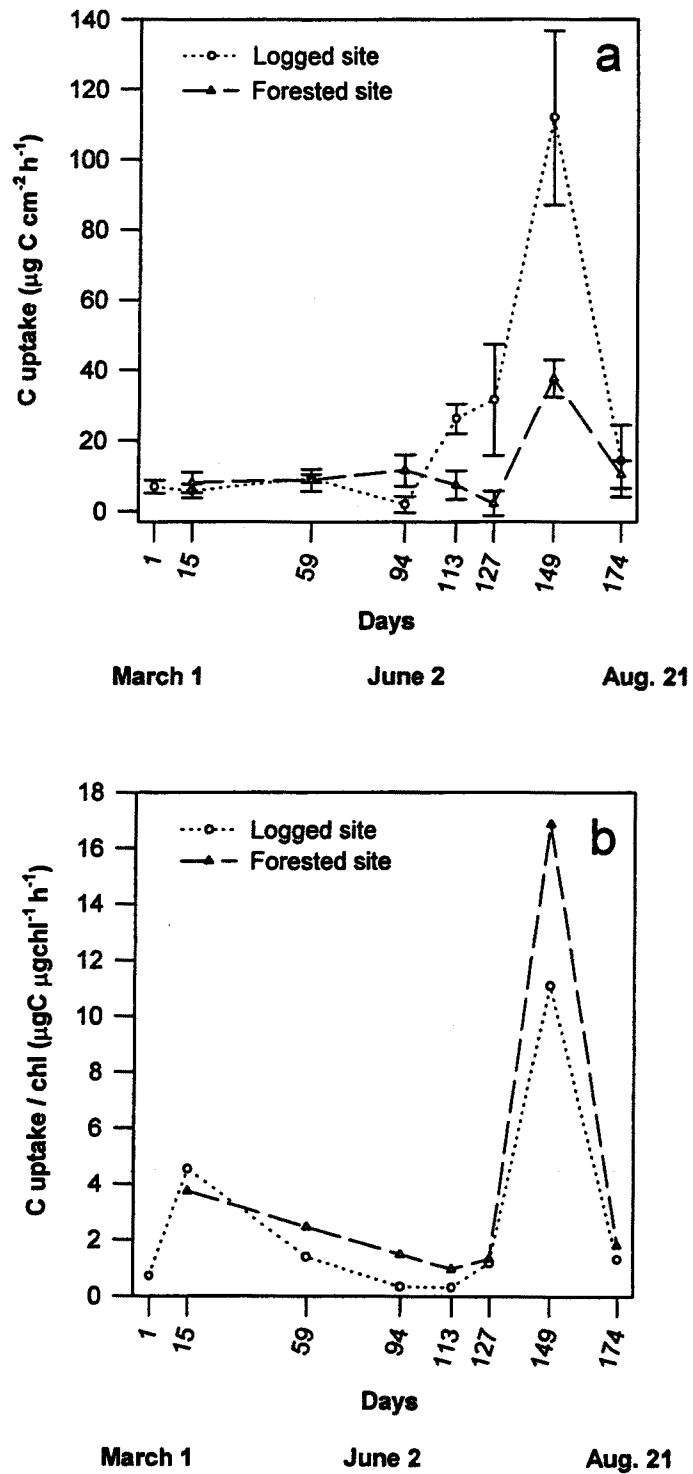 140
120
100
80
60
40
20
0
C uptake (µg C cm⁻² h⁻¹)
Logged site
Forested site
a
1 15 59 94 113 127 149 174
Days
March 1 June 2 Aug. 21
18
16
14
12
10
8
6
4
2
0
C uptake / chl (µgC µgchl⁻¹ h⁻¹)
Logged site
Forested site
b
1 15 59 94 113 127 149 174
Days
March 1 June 2 Aug. 21